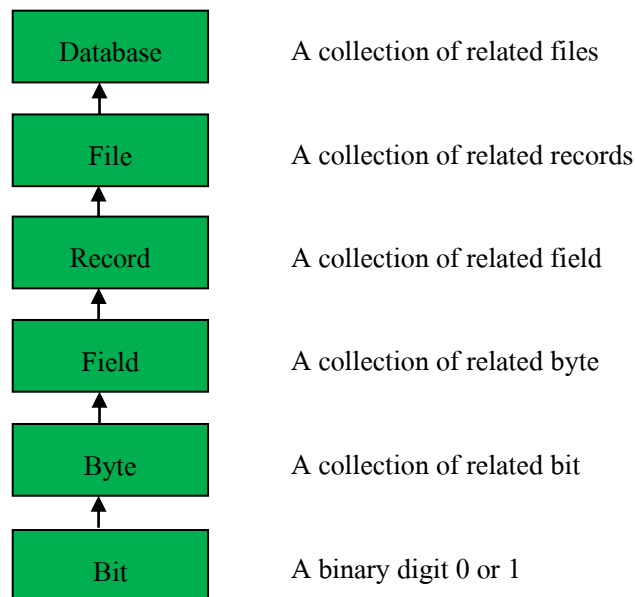 Database A collection of related files
File A collection of related records
Record A collection of related field
Field A collection of related byte
Byte A collection of related bit
Bit A binary digit 0 or 1